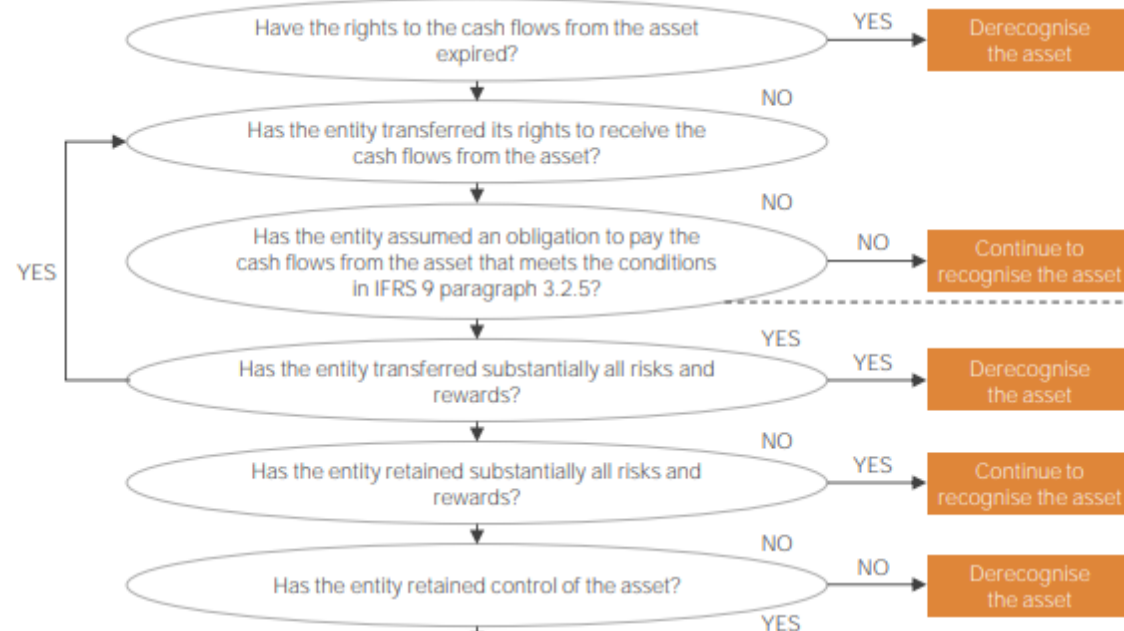 Have the rights to the cash flows from the asset
expired?
YES
Derecognise
the asset
NO
Has the entity transferred its rights to receive the
cash flows from the asset?
NO
Has the entity assumed an obligation to pay the
cash flows from the asset that meets the conditions
in IFRS 9 paragraph 3.2.5?
NO
Continue to
recognise the asset
YES
YES
Has the entity transferred substantially all risks and
rewards?
YES
Derecognise
the asset
NO
Has the entity retained substantially all risks and
rewards?
YES
Continue to
recognise the asset
NO
Has the entity retained control of the asset?
NO
Derecognise
the asset
YES